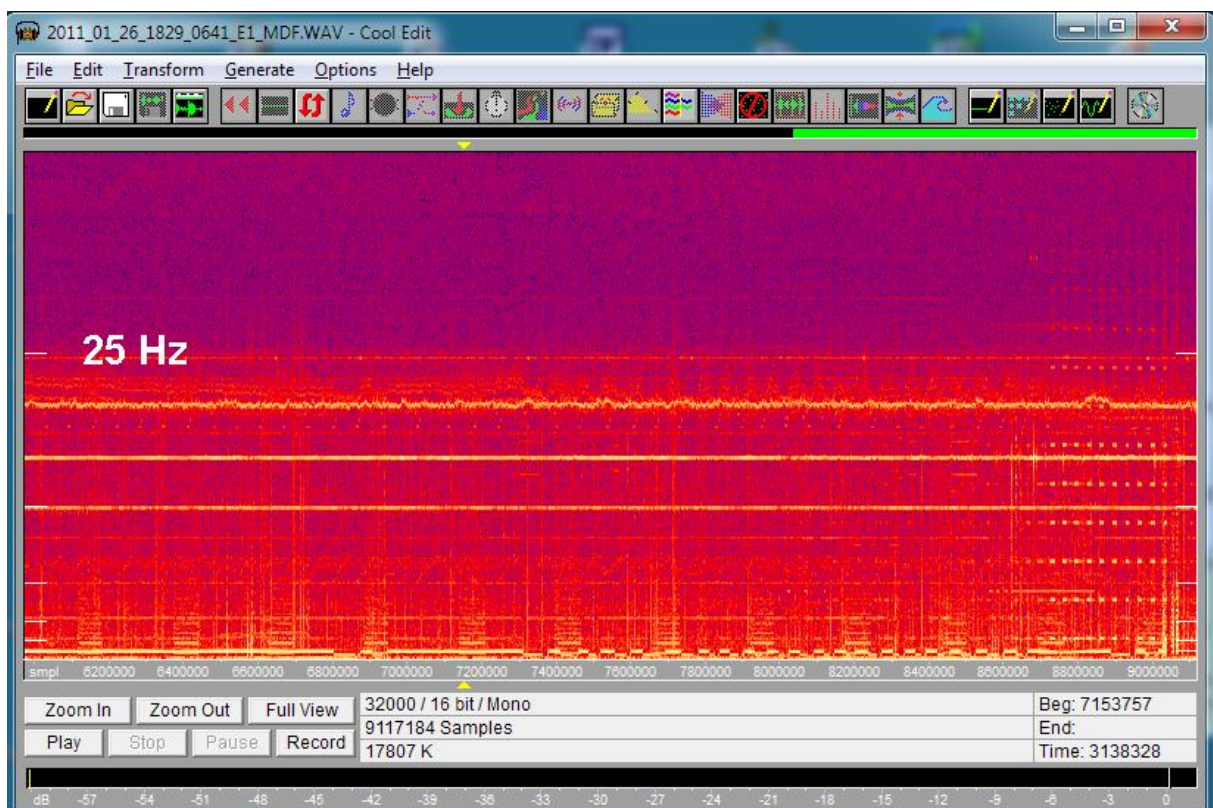 2011_01_26_1829_0641_E1_MDF.WAV - Cool Edit
File Edit Transform Generate Options Help
25 Hz
smpl 6200000 6400000 6600000 6800000 7000000 7200000 7400000 7600000 7800000 8000000 8200000 8400000 8600000 8800000 9000000
Zoom In Zoom Out Full View
Play Stop Pause Record
32000 / 16 bit / Mono
9117184 Samples
17807 K
Beg: 7153757
End:
Time: 3138328
dB -57 -54 -51 -48 -45 -42 -39 -36 -33 -30 -27 -24 -21 -18 -15 -12 -9 -6 -3 0